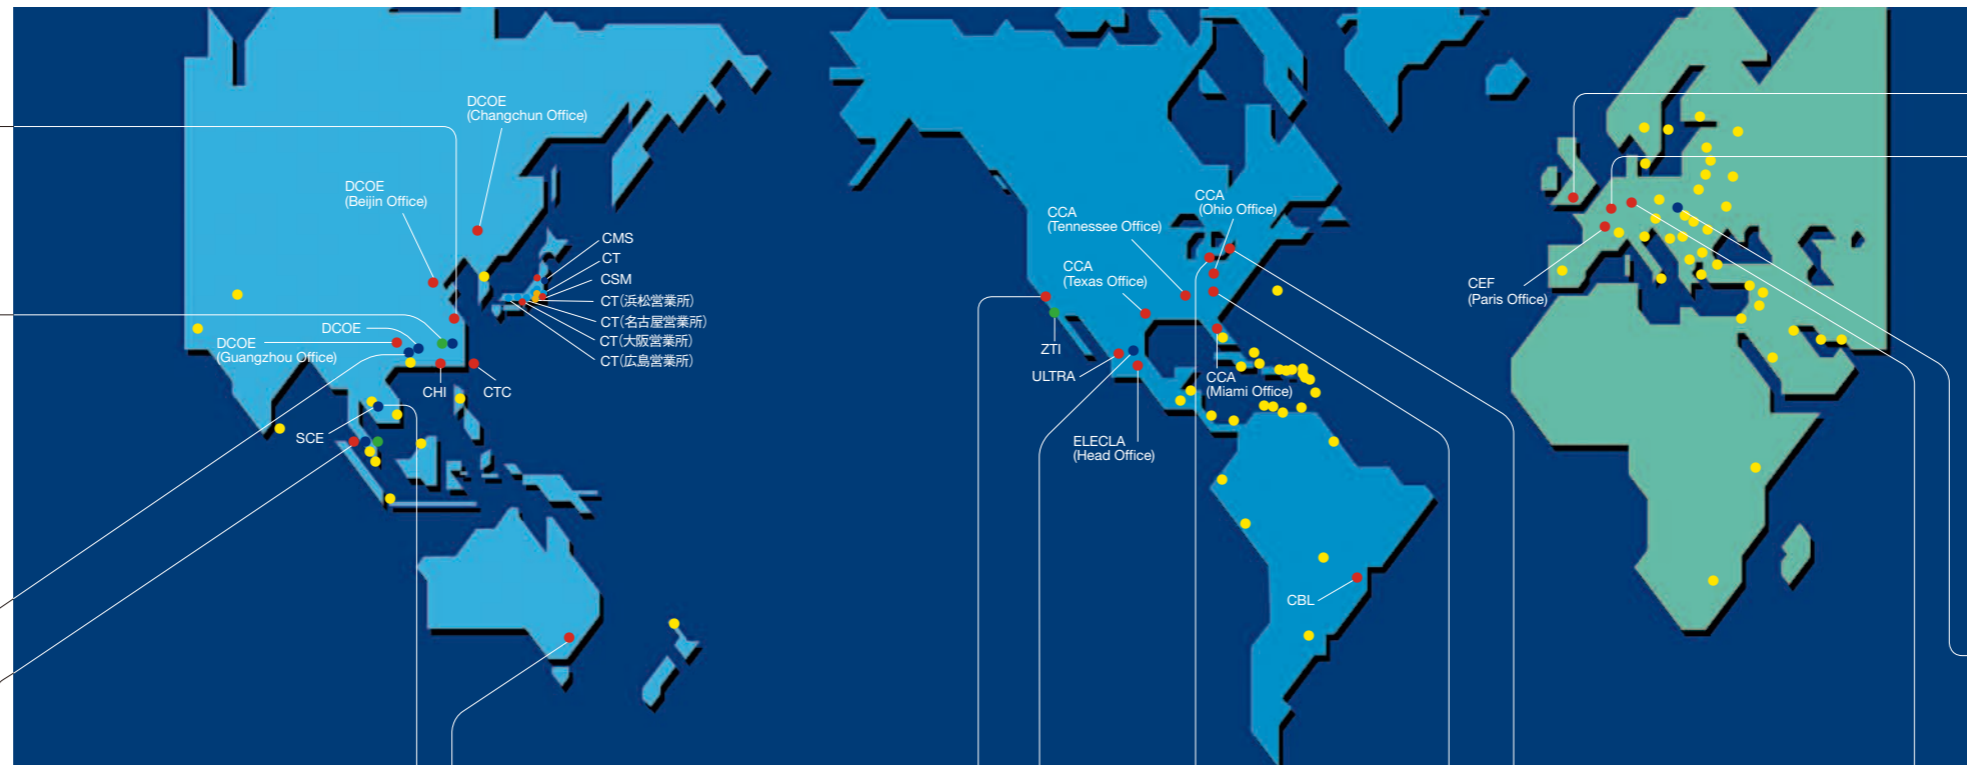 DCOE
(Changchun Office)
DCOE
(Beijin Office)
CMS
CT
CSM
CT(浜松営業所)
CT(名古屋営業所)
CT(大阪営業所)
CT(広島営業所)
DCOE
DCOE
(Guangzhou Office)
CHI
CTC
SCE
CCA
(Ohio Office)
CCA
(Tennessee Office)
CCA
(Texas Office)
ZTI
ULTRA
CCA
(Miami Office)
ELECLA
(Head Office)
CBL
CEF
(Paris Office)